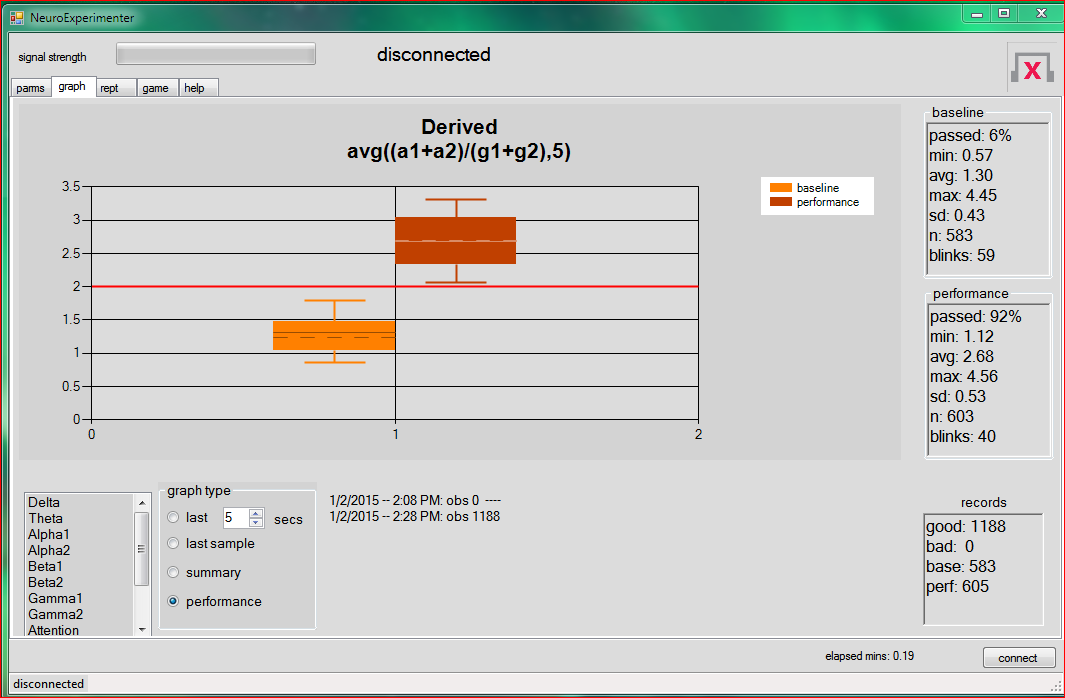 NeuroExperimenter
signal strength
disconnected
params graph rept game help
Derived
avg((a1+a2)/(g1+g2),5)
3.5
3
2.5
2
1.5
1
0.5
0
0 1 2
baseline
performance
baseline
passed: 6%
min: 0.57
avg: 1.30
max: 4.45
sd: 0.43
n: 583
blinks: 59
performance
passed: 92%
min: 1.12
avg: 2.68
max: 4.56
sd: 0.53
n: 603
blinks: 40
Delta
Theta
Alpha1
Alpha2
Beta1
Beta2
Gamma1
Gamma2
Attention
graph type
last 5 secs
last sample
summary
performance
1/2/2015 -- 2:08 PM: obs 0 ----
1/2/2015 -- 2:28 PM: obs 1188
records
good: 1188
bad: 0
base: 583
perf: 605
elapsed mins: 0.19
connect
disconnected